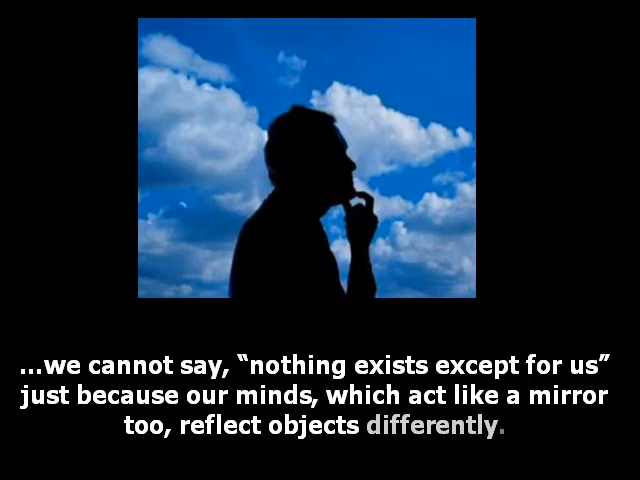 ...we cannot say, “nothing exists except for us”
just because our minds, which act like a mirror
too, reflect objects differently.